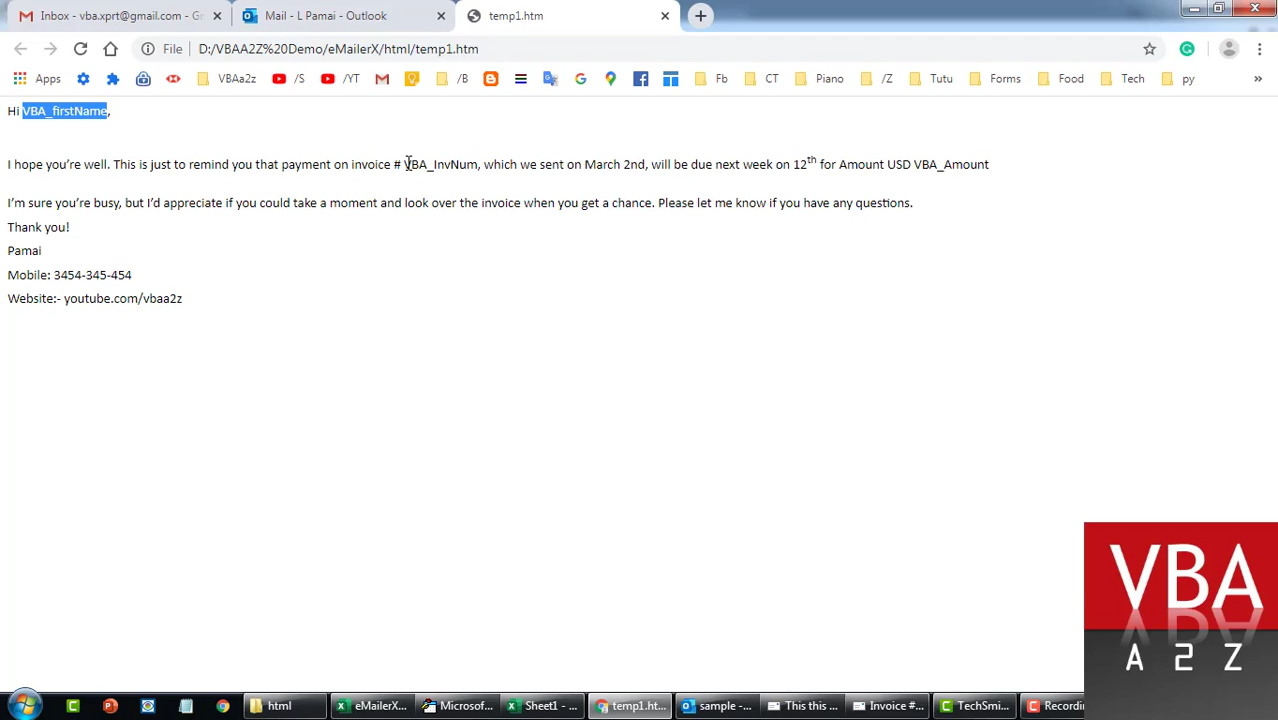 Inbox - vba.xprt@gmail.com - G
Mail - L Pamai - Outlook
temp1.htm
File
D:/VBAA2Z%20Demo/eMailerX/html/temp1.htm
Apps
VBAa2z
/S
/YT
/B
Fb
CT
Piano
/Z
Tutu
Forms
Food
Tech
py
»
Hi VBA_firstName,
I hope you're well. This is just to remind you that payment on invoice # VBA_InvNum, which we sent on March 2nd, will be due next week on 12th for Amount USD VBA_Amount
I'm sure you're busy, but I'd appreciate if you could take a moment and look over the invoice when you get a chance. Please let me know if you have any questions.
Thank you!
Pamai
Mobile: 3454-345-454
Website:- youtube.com/vbaa2z
VBA
A 2 Z
html
eMailerX...
Microsof...
Sheet1 - ...
temp1.ht...
sample -...
This this ...
Invoice #...
TechSmi...
Recordin